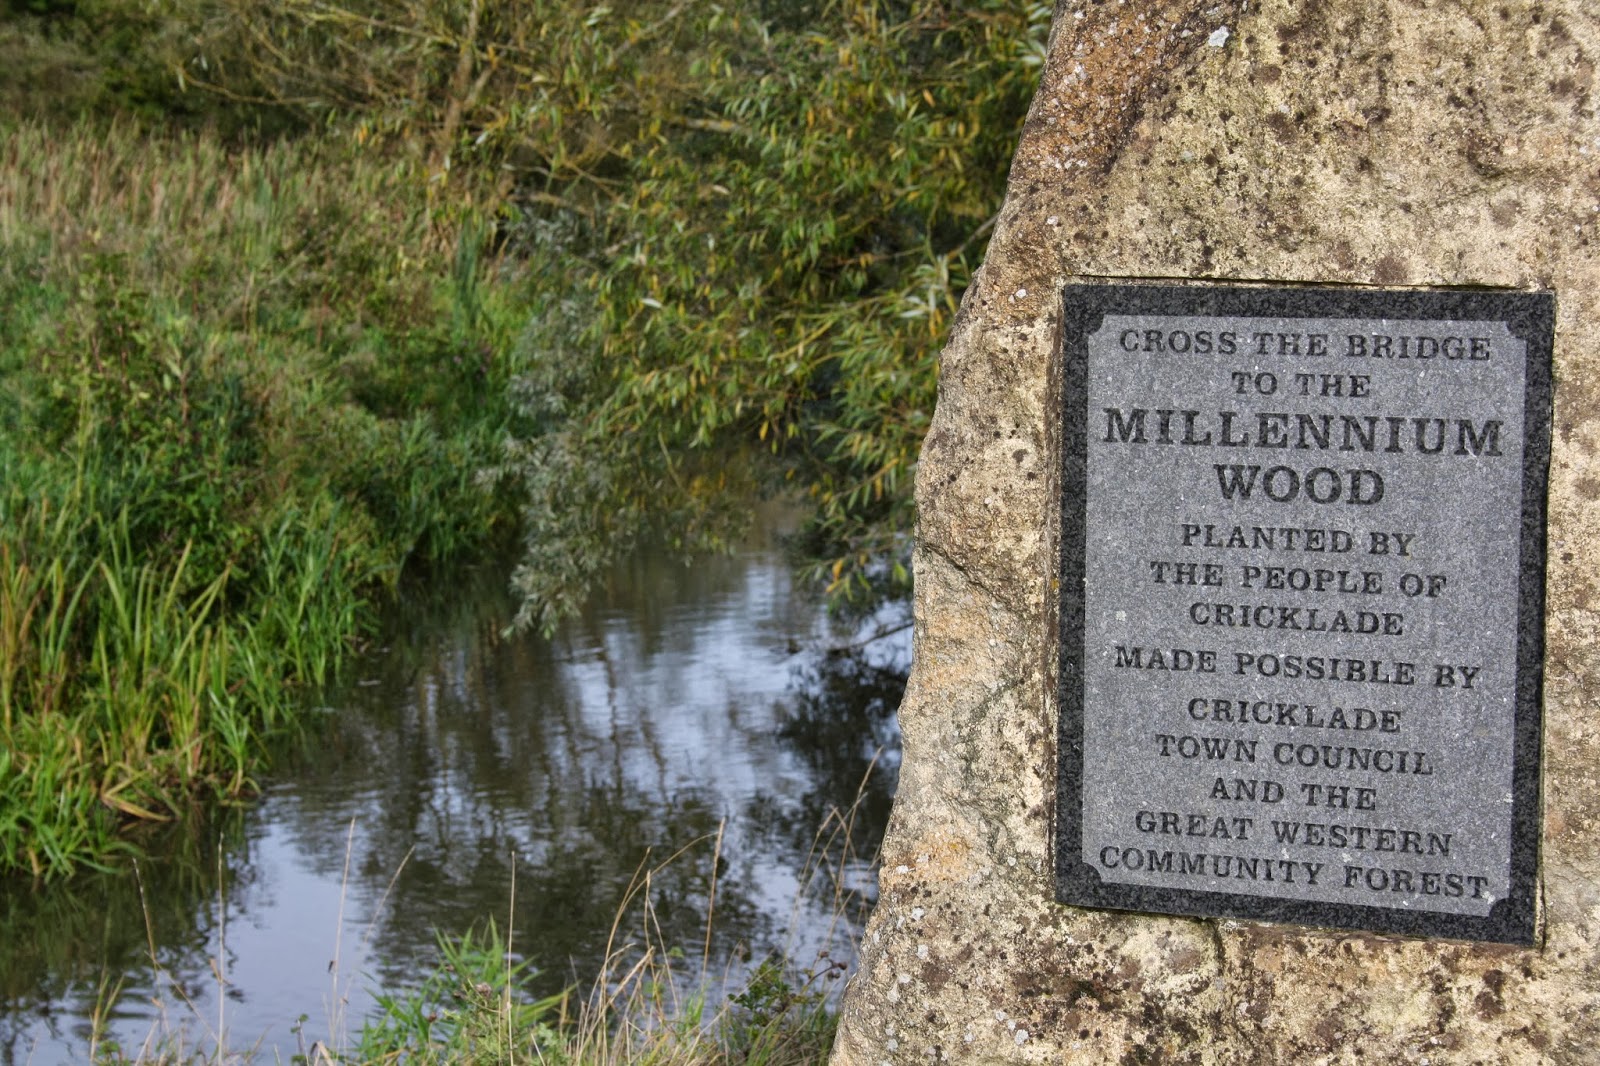 CROSS THE BRIDGE
TO THE
MILLENNIUM
WOOD
PLANTED BY
THE PEOPLE OF
CRICKLADE
MADE POSSIBLE BY
CRICKLADE
TOWN COUNCIL
AND THE
GREAT WESTERN
COMMUNITY FOREST